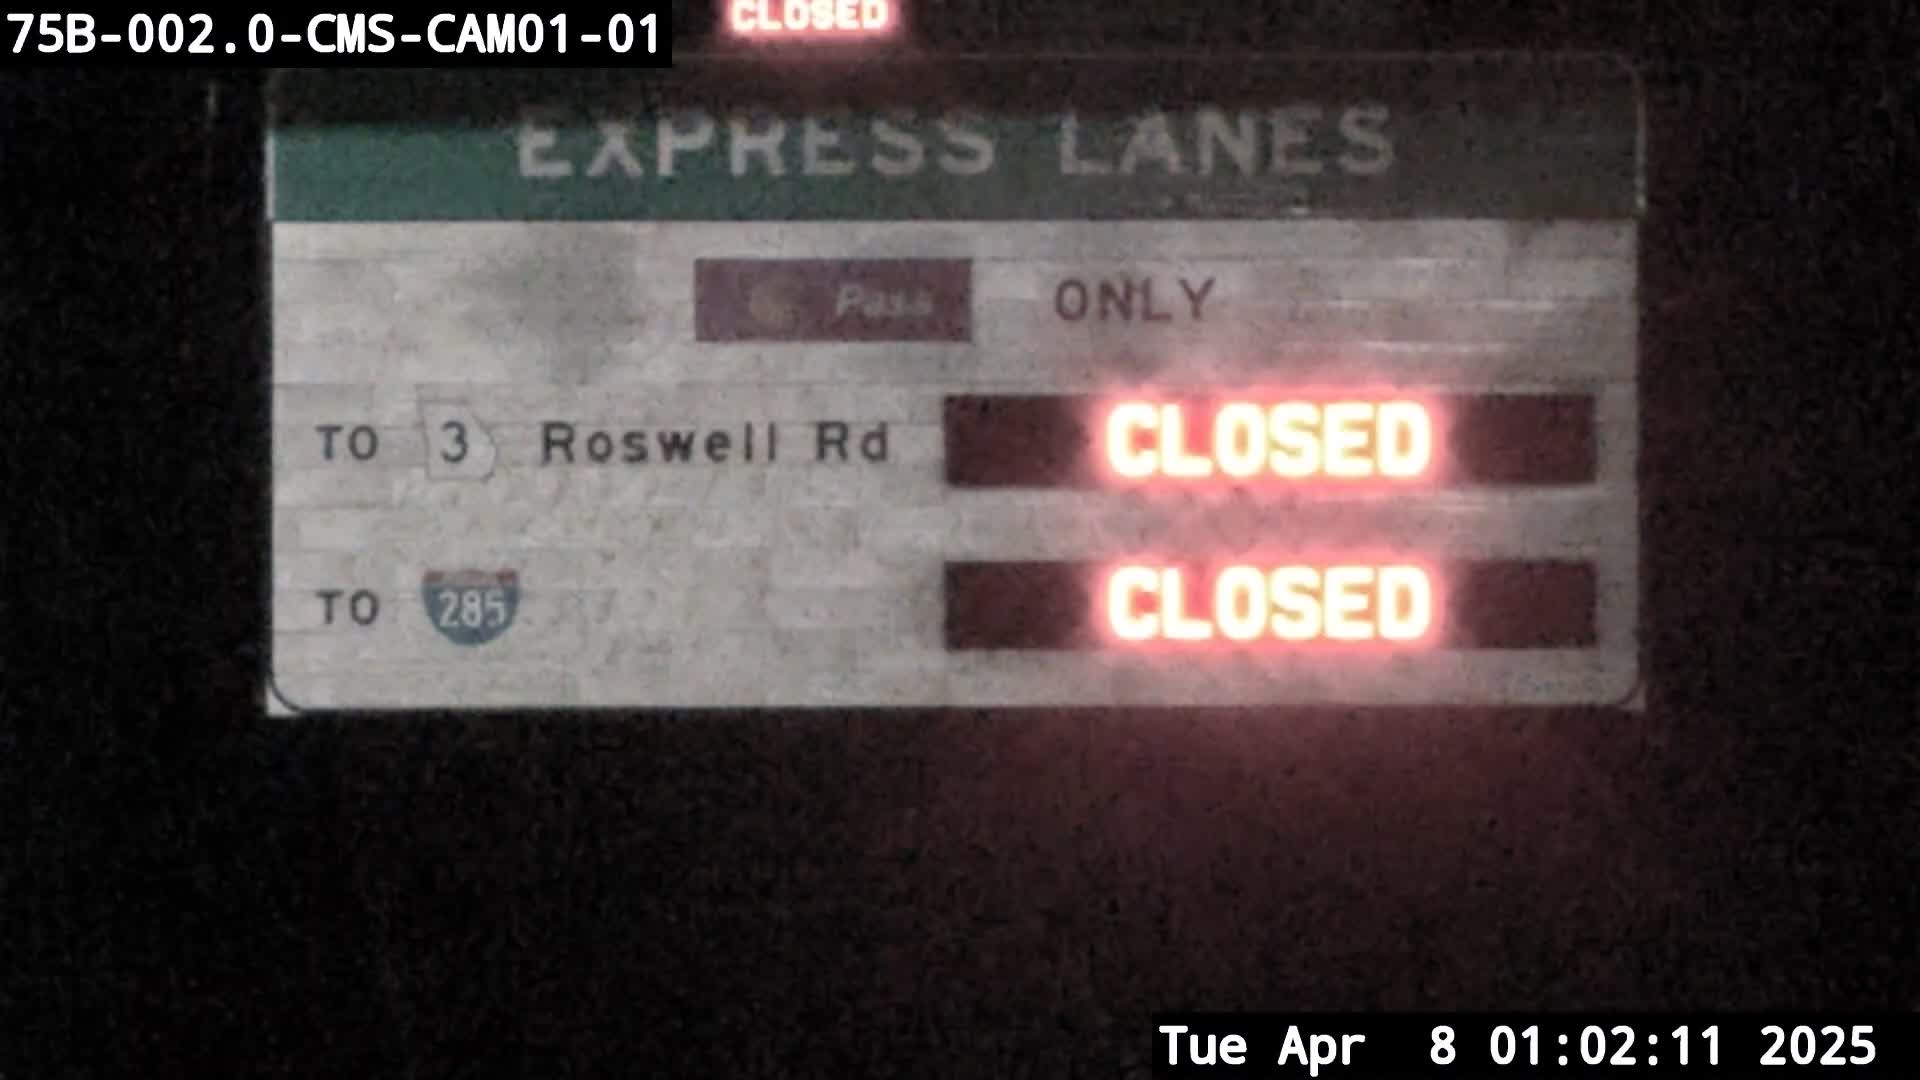 75B-002.0-CMS-CAM01-01
CLOSED
EXPRESS LANES
Pass ONLY
TO 3 Roswell Rd CLOSED
TO 285 CLOSED
Tue Apr 8 01:02:11 2025